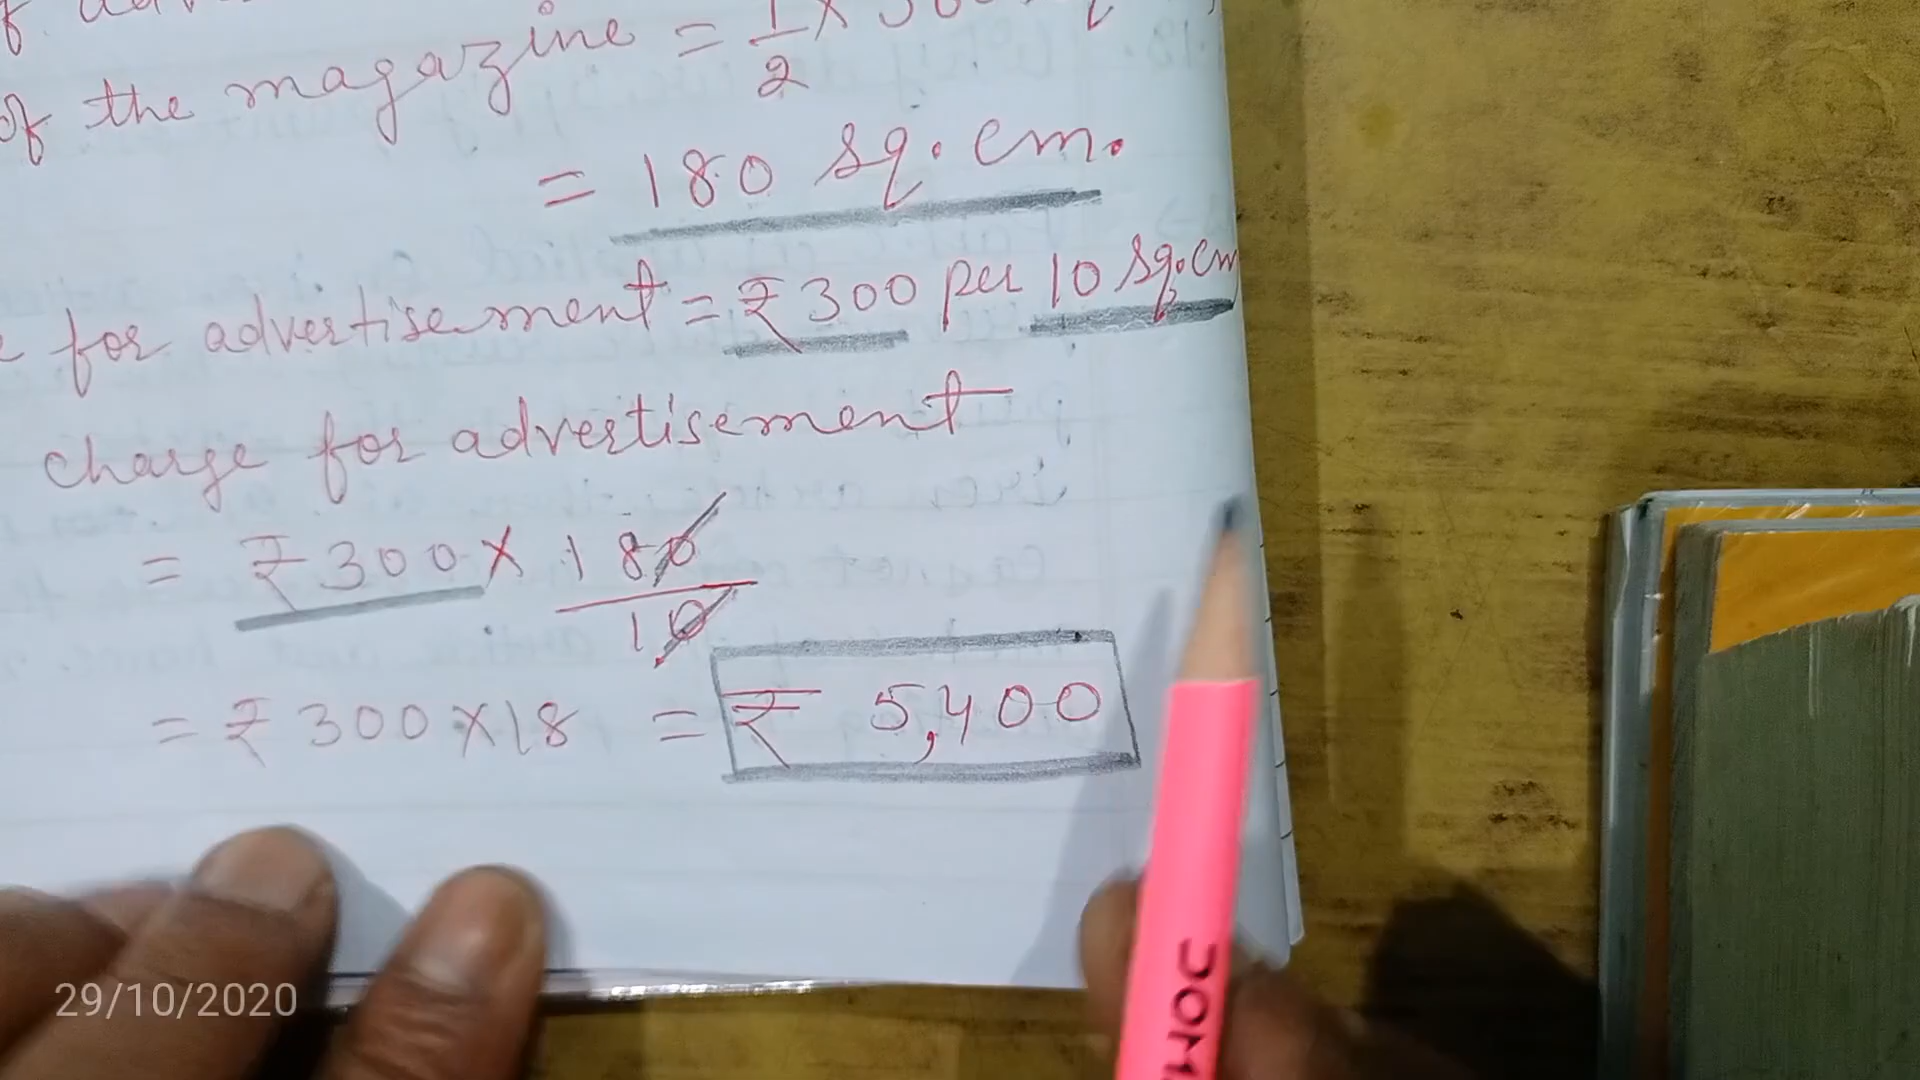 of the magazine = 1/2 ×
= 180 sq. cm.
for advertisement = ₹300 per 10 sq.cm
charge for advertisement
= ₹300 × 180/10
= ₹300×18 = ₹ 5,400
29/10/2020